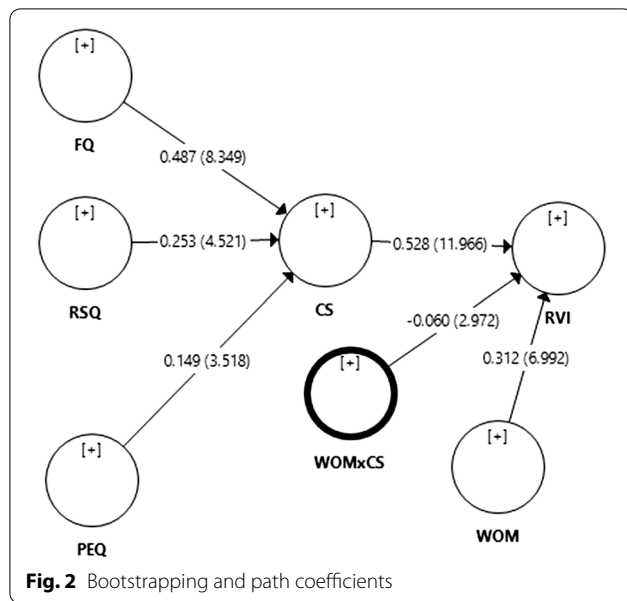 [+]
FQ
0.487 (8.349)
[+]
RSQ
0.253 (4.521)
[+]
CS
0.528 (11.966)
[+]
RVI
0.149 (3.518)
-0.060 (2.972)
0.312 (6.992)
[+]
WOMxCS
[+]
PEQ
[+]
WOM
Fig. 2 Bootstrapping and path coefficients